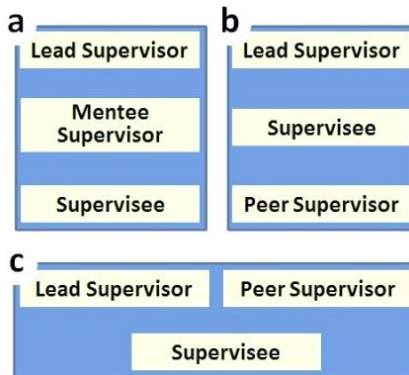 a
Lead Supervisor
Mentee
Supervisor
Supervisee
b
Lead Supervisor
Supervisee
Peer Supervisor
c
Lead Supervisor
Peer Supervisor
Supervisee